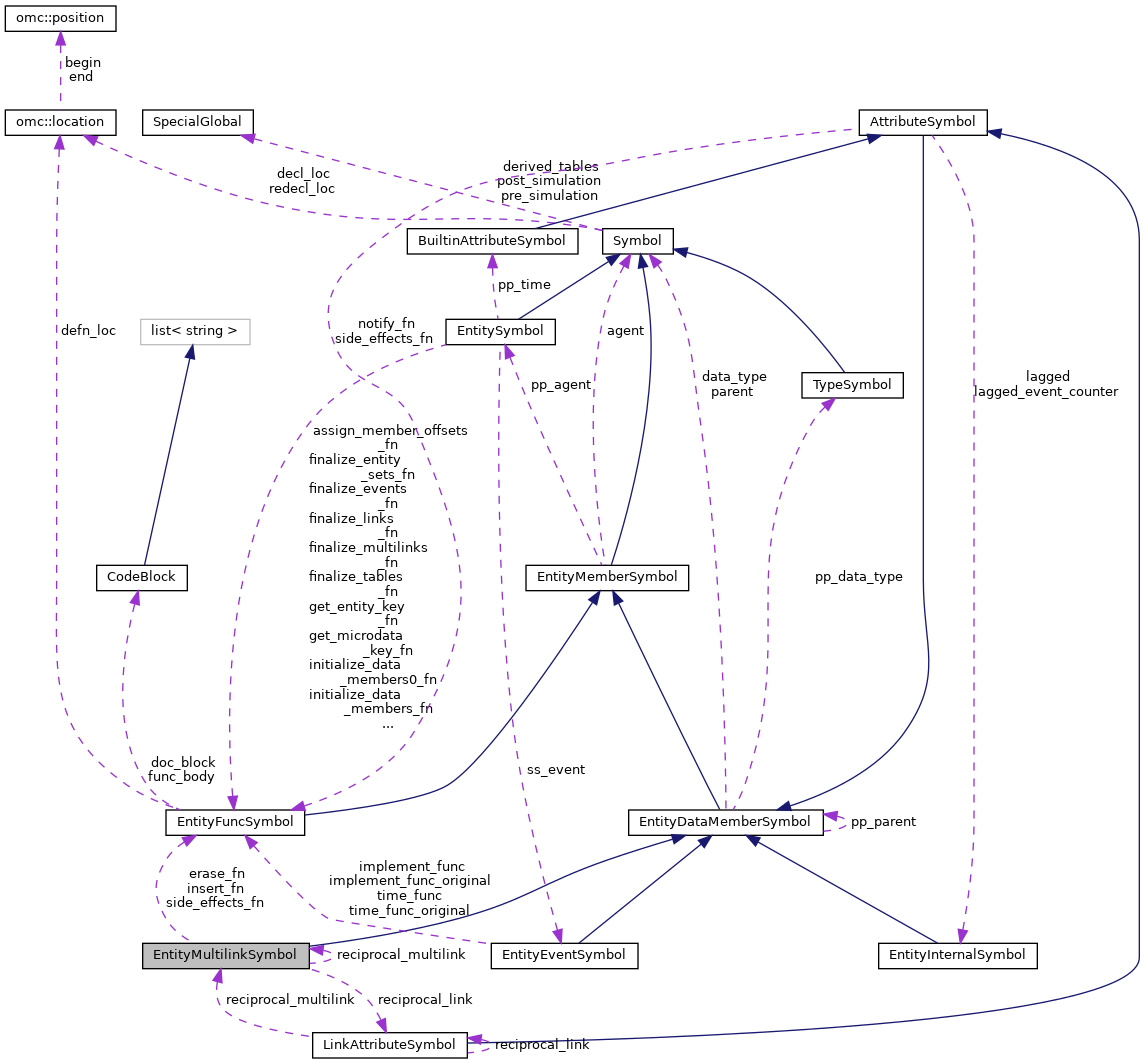 omc::position
begin
end
omc::location
SpecialGlobal
AttributeSymbol
decl_loc
redecl_loc
derived_tables
post_simulation
pre_simulation
BuiltinAttributeSymbol
Symbol
pp_time
defn_loc
list< string >
notify_fn
side_effects_fn
EntitySymbol
agent
pp_agent
data_type
parent
TypeSymbol
lagged
lagged_event_counter
assign_member_offsets
_fn
finalize_entity
_sets_fn
finalize_events
_fn
finalize_links
_fn
finalize_multilinks
_fn
finalize_tables
_fn
get_entity_key
_fn
get_microdata
_key_fn
initialize_data
_members0_fn
initialize_data
_members_fn
...
CodeBlock
EntityMemberSymbol
pp_data_type
doc_block
func_body
ss_event
EntityFuncSymbol
EntityDataMemberSymbol
pp_parent
erase_fn
insert_fn
side_effects_fn
implement_func
implement_func_original
time_func
time_func_original
EntityMultilinkSymbol
reciprocal_multilink
EntityEventSymbol
EntityInternalSymbol
reciprocal_multilink
reciprocal_link
LinkAttributeSymbol
reciprocal_link